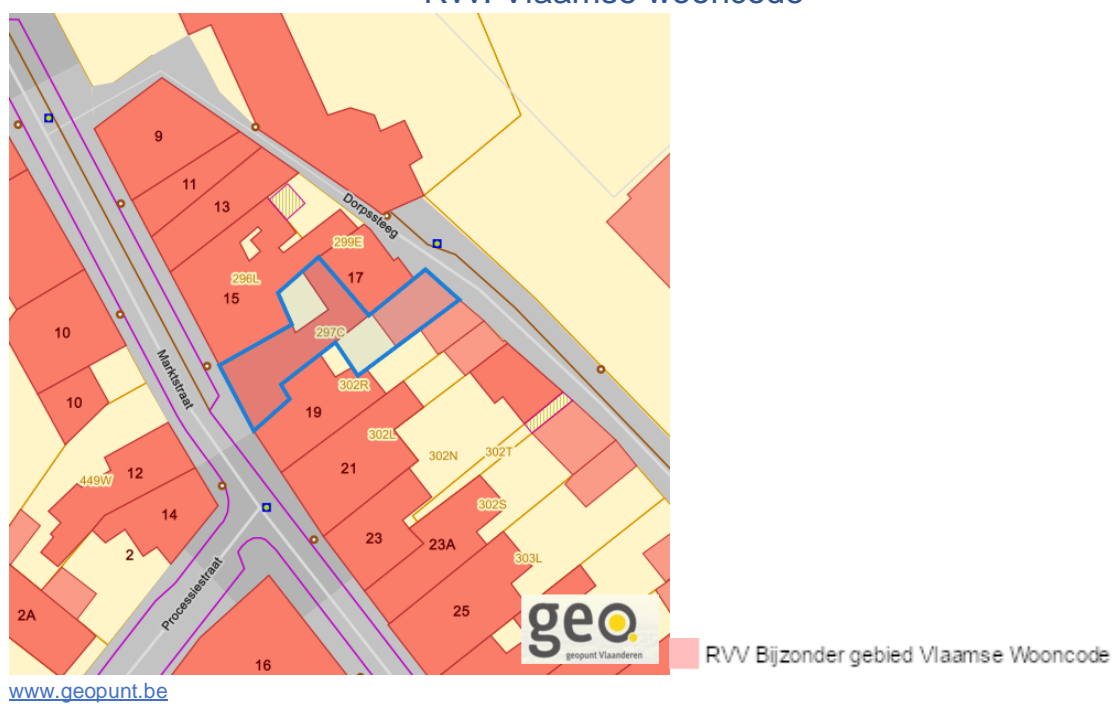 RVV: Vlaamse wooncode
9
11
13
Dorpssteeg
299E
17
296L
15
297C
10
Marktstraat
10
302R
19
302L
12
449W
21
302N
302T
14
302S
2
23
23A
303L
Processiestraat
2A
25
16
geo
geopunt Vlaanderen
RVV Bijzonder gebied Vlaamse Wooncode
www.geopunt.be